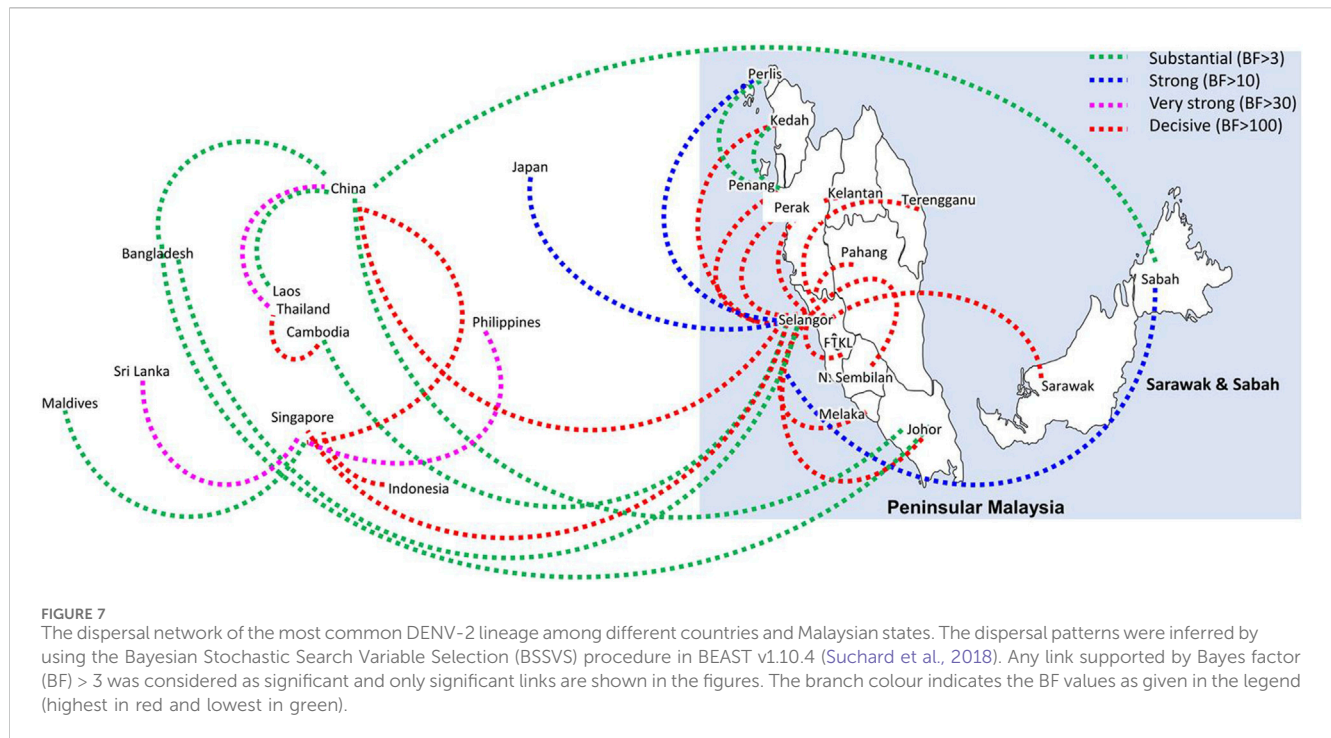 Substantial (BF>3)
Strong (BF>10)
Very strong (BF>30)
Decisive (BF>100)
Perlis
Kedah
Japan
China
Penang
Kelantan
Perak
Terengganu
Bangladesh
Pahang
Sabah
Laos
Thailand
Philippines
Selangor
Cambodia
FTKL
Sri Lanka
N. Sembilan
Sarawak
Sarawak & Sabah
Maldives
Singapore
Melaka
Johor
Indonesia
Peninsular Malaysia
FIGURE 7
The dispersal network of the most common DENV-2 lineage among different countries and Malaysian states. The dispersal patterns were inferred by
using the Bayesian Stochastic Search Variable Selection (BSSVS) procedure in BEAST v1.10.4 (Suchard et al., 2018). Any link supported by Bayes factor
(BF) > 3 was considered as significant and only significant links are shown in the figures. The branch colour indicates the BF values as given in the legend
(highest in red and lowest in green).